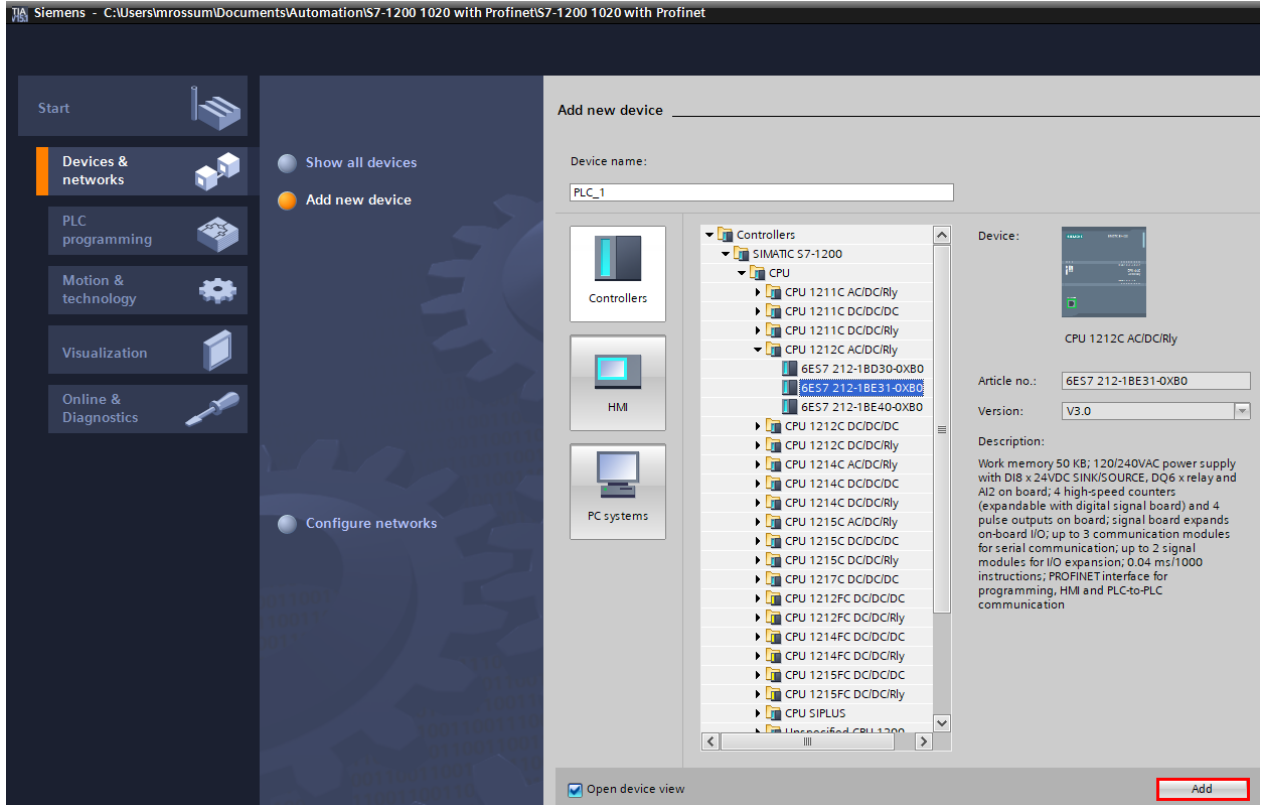 Siemens - C:\Users\mrossum\Documents\Automation\S7-1200 1020 with Profinet\S7-1200 1020 with Profinet
Start
Devices &
networks
PLC
programming
Motion &
technology
Visualization
Online &
Diagnostics
Show all devices
Add new device
Configure networks
Add new device
Device name:
PLC_1
Controllers
HMI
PC systems
Controllers
SIMATIC S7-1200
CPU
CPU 1211C AC/DC/Rly
CPU 1211C DC/DC/DC
CPU 1211C DC/DC/Rly
CPU 1212C AC/DC/Rly
6ES7 212-1BD30-0XB0
6ES7 212-1BE31-0XB0
6ES7 212-1BE40-0XB0
CPU 1212C DC/DC/DC
CPU 1212C DC/DC/Rly
CPU 1214C AC/DC/Rly
CPU 1214C DC/DC/DC
CPU 1214C DC/DC/Rly
CPU 1215C AC/DC/Rly
CPU 1215C DC/DC/DC
CPU 1215C DC/DC/Rly
CPU 1217C DC/DC/DC
CPU 1212FC DC/DC/DC
CPU 1212FC DC/DC/Rly
CPU 1214FC DC/DC/DC
CPU 1214FC DC/DC/Rly
CPU 1215FC DC/DC/DC
CPU 1215FC DC/DC/Rly
CPU SIPLUS
Unspecified CPU 1200
Device:
CPU 1212C AC/DC/Rly
Article no.:
6ES7 212-1BE31-0XB0
Version:
V3.0
Description:
Work memory 50 KB; 120/240VAC power supply
with DI8 x 24VDC SINK/SOURCE, DQ6 x relay and
AI2 on board; 4 high-speed counters
(expandable with digital signal board) and 4
pulse outputs on board; signal board expands
on-board I/O; up to 3 communication modules
for serial communication; up to 2 signal
modules for I/O expansion; 0.04 ms/1000
instructions; PROFINET interface for
programming, HMI and PLC-to-PLC
communication
Open device view
Add